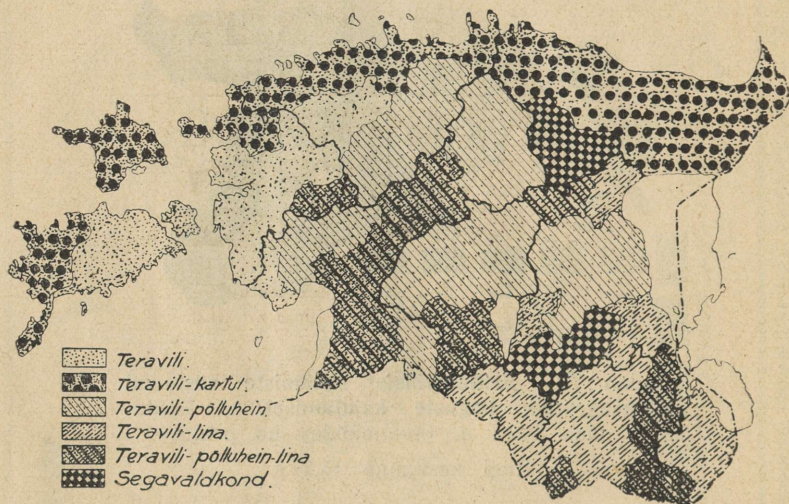 Teravili.
Teravili-kartul.
Teravili-põlluhein.
Teravili-lina.
Teravili-põlluhein-lina
Segavaldkond.